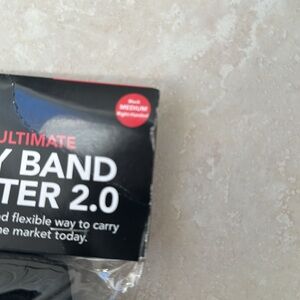 Black
MEDIUM
Right-Handed
ULTIMATE
Y BAND
TER 2.0
d flexible way to carry
e market today.